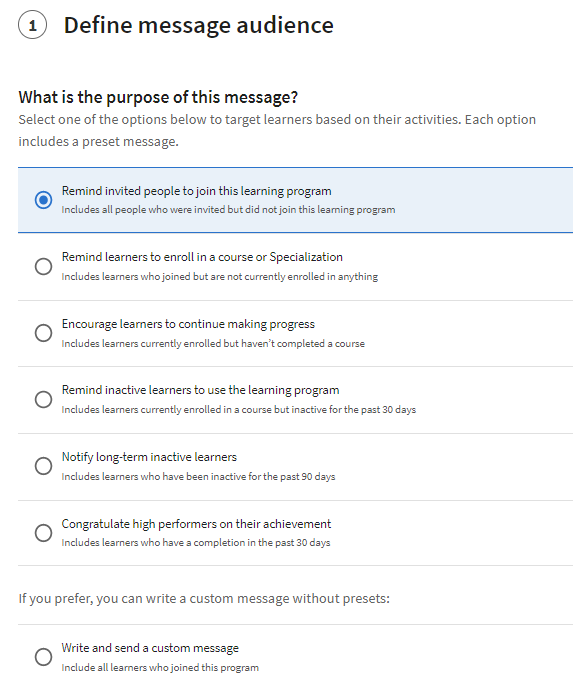 1 Define message audience
What is the purpose of this message?
Select one of the options below to target learners based on their activities. Each option
includes a preset message.
Remind invited people to join this learning program
Includes all people who were invited but did not join this learning program
Remind learners to enroll in a course or Specialization
Includes learners who joined but are not currently enrolled in anything
Encourage learners to continue making progress
Includes learners currently enrolled but haven't completed a course
Remind inactive learners to use the learning program
Includes learners currently enrolled in a course but inactive for the past 30 days
Notify long-term inactive learners
Includes learners who have been inactive for the past 90 days
Congratulate high performers on their achievement
Includes learners who have a completion in the past 30 days
If you prefer, you can write a custom message without presets:
Write and send a custom message
Include all learners who joined this program